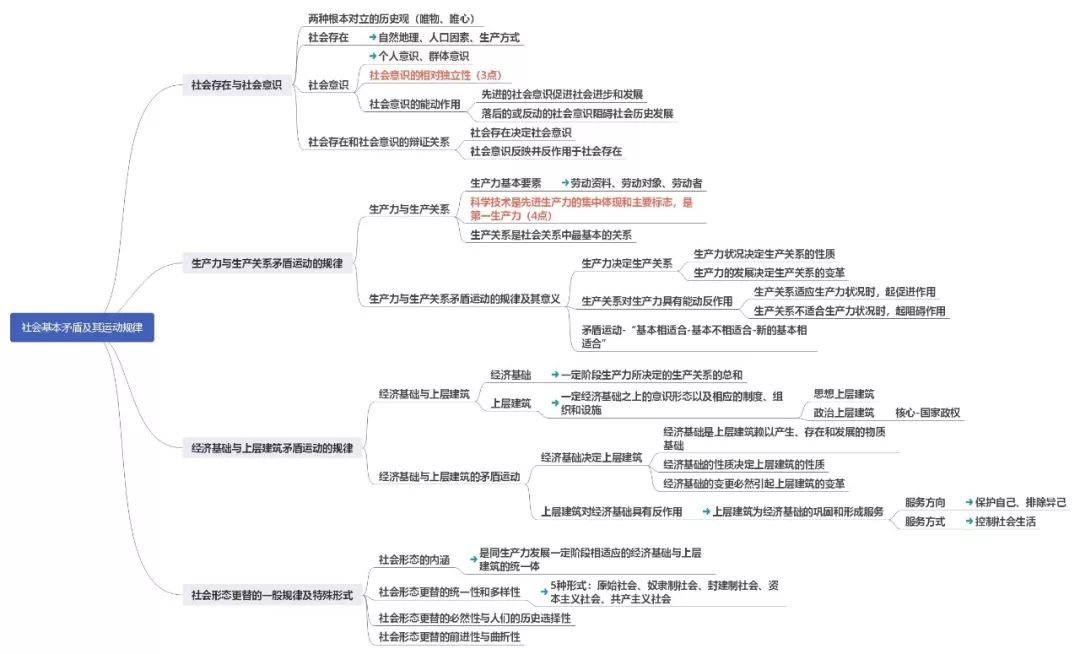 社会基本矛盾及其运动规律
社会存在与社会意识
两种根本对立的历史观（唯物、唯心）
社会存在
自然地理、人口因素、生产方式
社会意识
个人意识、群体意识
社会意识的相对独立性（3点）
社会意识的能动作用
先进的社会意识促进社会进步和发展
落后的或反动的社会意识阻碍社会历史发展
社会存在和社会意识的辩证关系
社会存在决定社会意识
社会意识反映并反作用于社会存在
生产力与生产关系矛盾运动的规律
生产力与生产关系
生产力基本要素
劳动资料、劳动对象、劳动者
科学技术是先进生产力的集中体现和主要标志，是
第一生产力（4点）
生产关系是社会关系中最基本的关系
生产力与生产关系矛盾运动的规律及其意义
生产力决定生产关系
生产力状况决定生产关系的性质
生产力的发展决定生产关系的变革
生产关系对生产力具有能动反作用
生产关系适应生产力状况时，起促进作用
生产关系不适合生产力状况时，起阻碍作用
矛盾运动-“基本相适合-基本不相适合-新的基本相
适合”
经济基础与上层建筑矛盾运动的规律
经济基础与上层建筑
经济基础
一定阶段生产力所决定的生产关系的总和
上层建筑
一定经济基础之上的意识形态以及相应的制度、组
织和设施
思想上层建筑
政治上层建筑
核心-国家政权
经济基础与上层建筑的矛盾运动
经济基础决定上层建筑
经济基础是上层建筑赖以产生、存在和发展的物质
基础
经济基础的性质决定上层建筑的性质
经济基础的变更必然引起上层建筑的变革
上层建筑对经济基础具有反作用
上层建筑为经济基础的巩固和形成服务
服务方向
保护自己、排除异己
服务方式
控制社会生活
社会形态更替的一般规律及特殊形式
社会形态的内涵
是同生产力发展一定阶段相适应的经济基础与上层
建筑的统一体
社会形态更替的统一性和多样性
5种形式：原始社会、奴隶制社会、封建制社会、资
本主义社会、共产主义社会
社会形态更替的必然性与人们的历史选择性
社会形态更替的前进性与曲折性